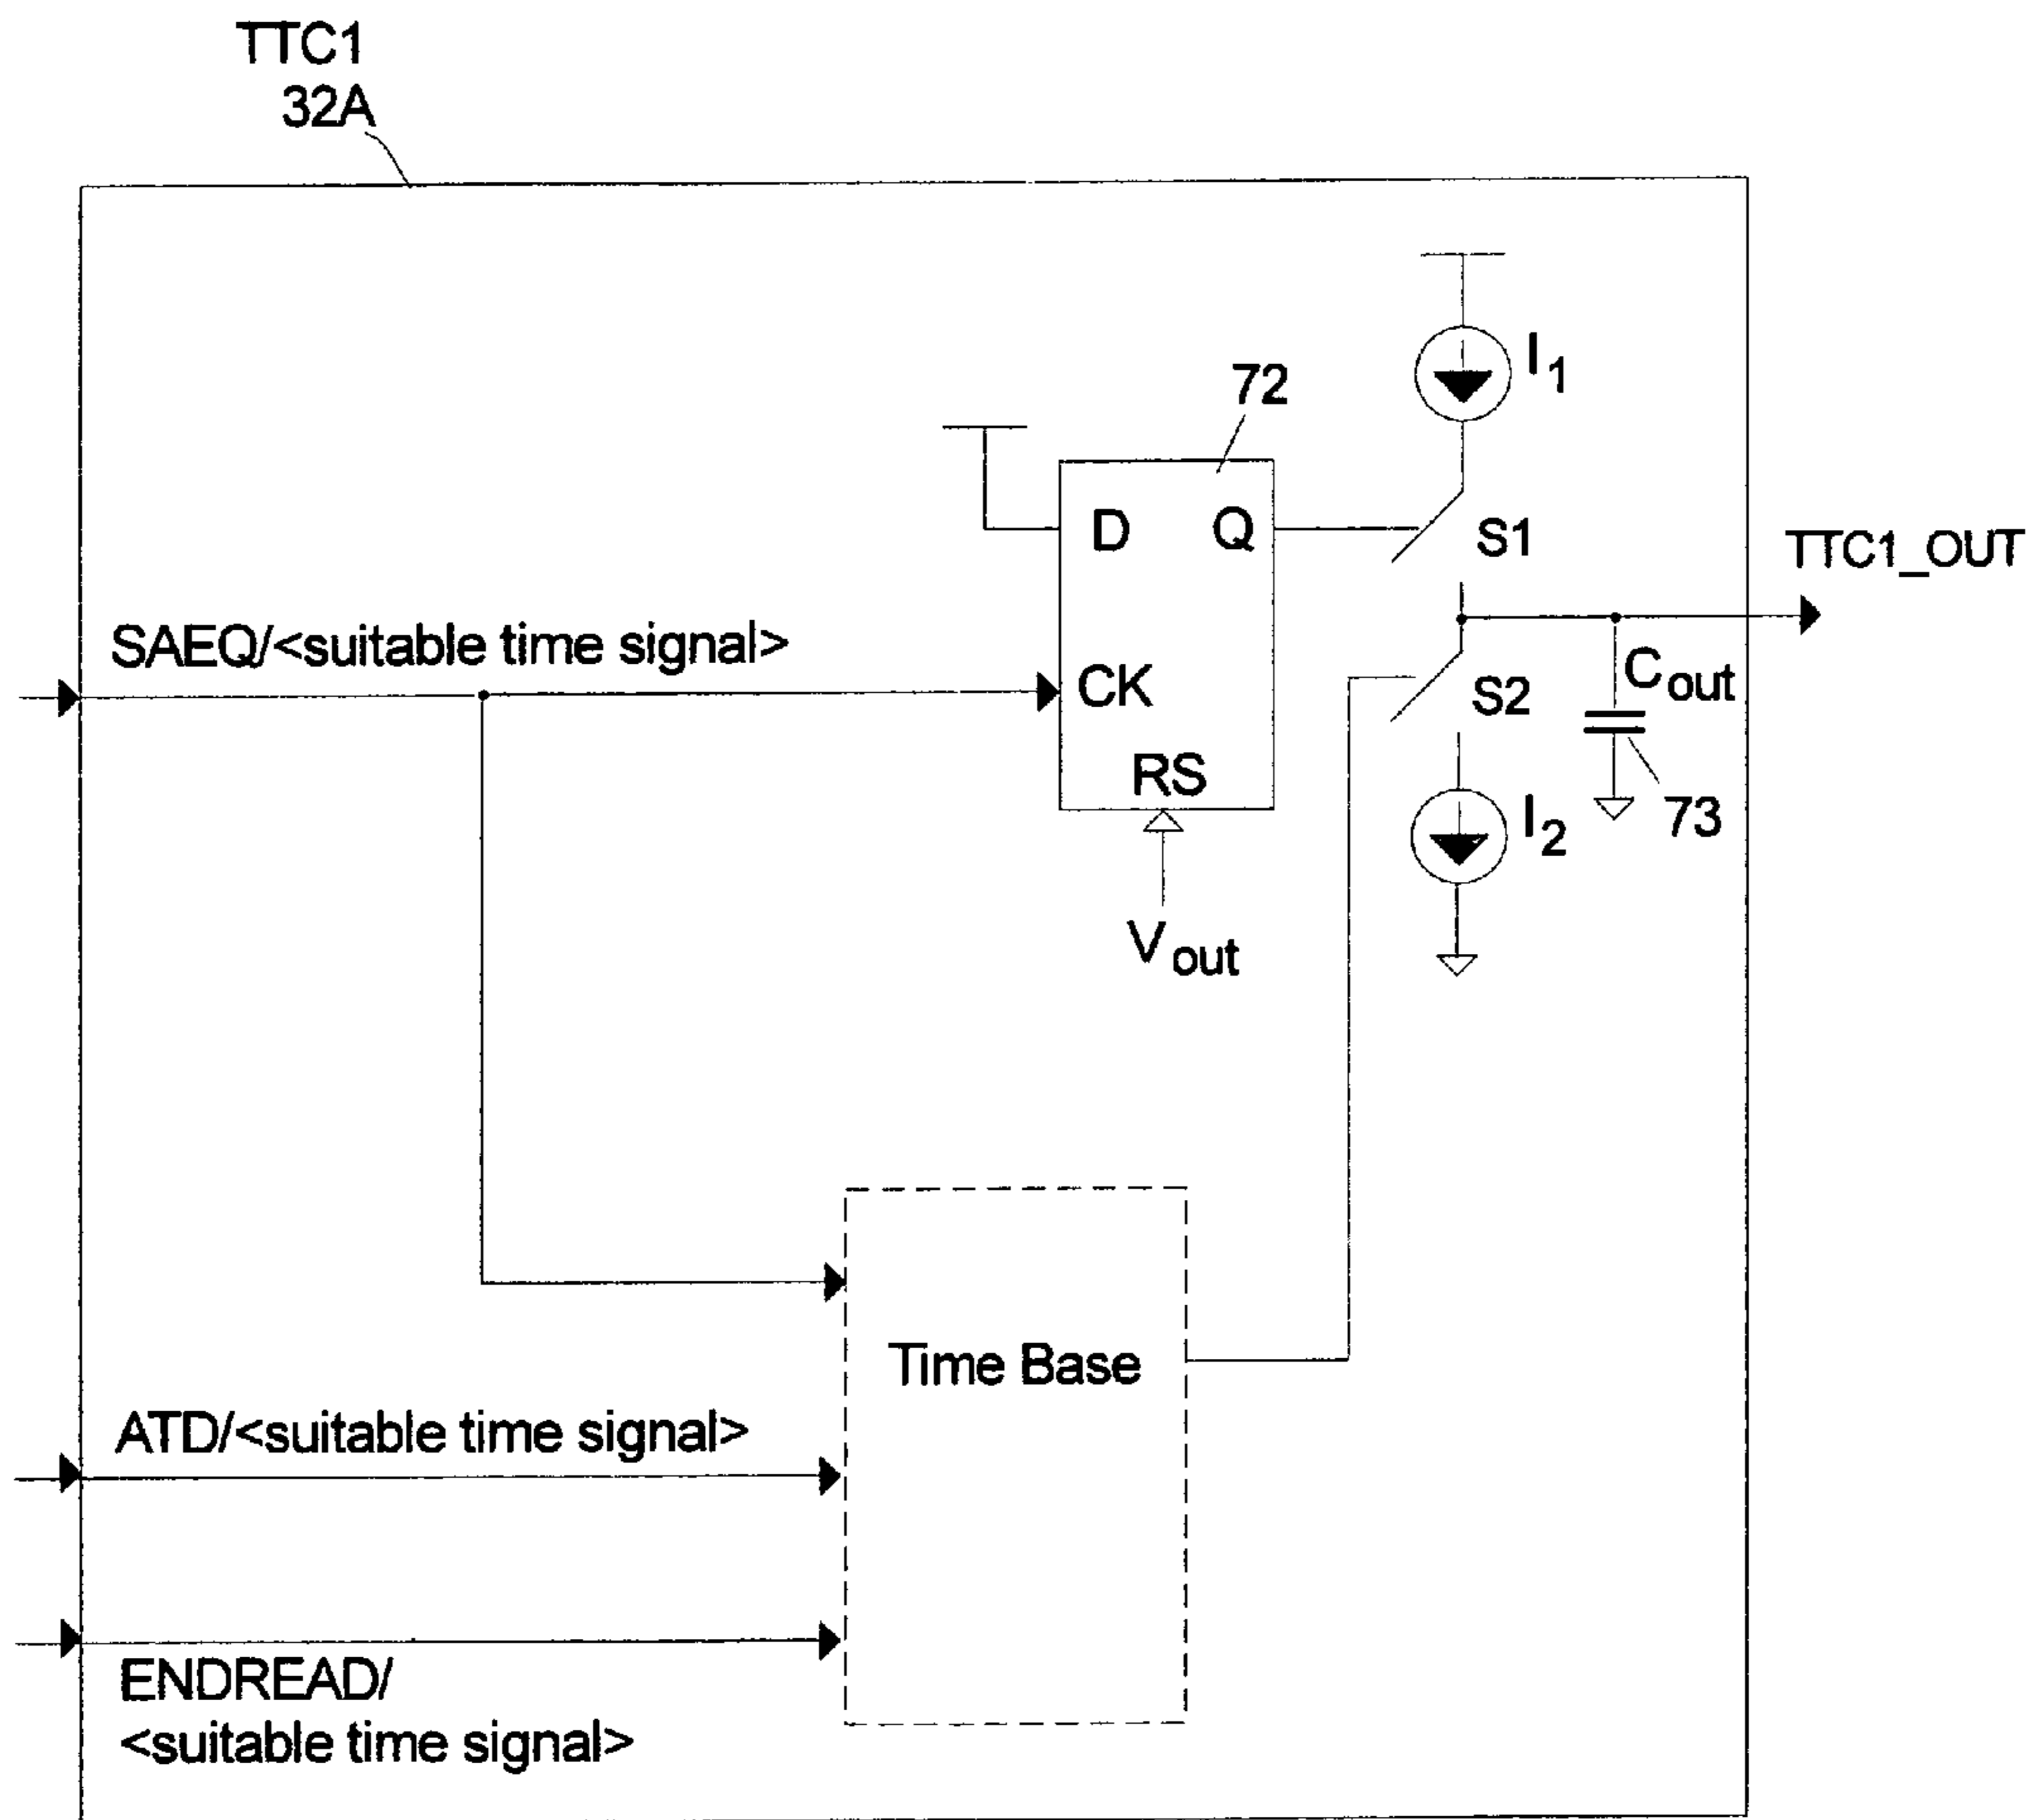 TTC1
32A
I1
72
D Q
S1
TTC1_OUT
SAEQ/<suitable time signal>
CK
S2
Cout
RS
I2
73
Vout
Time Base
ATD/<suitable time signal>
ENDREAD/
<suitable time signal>